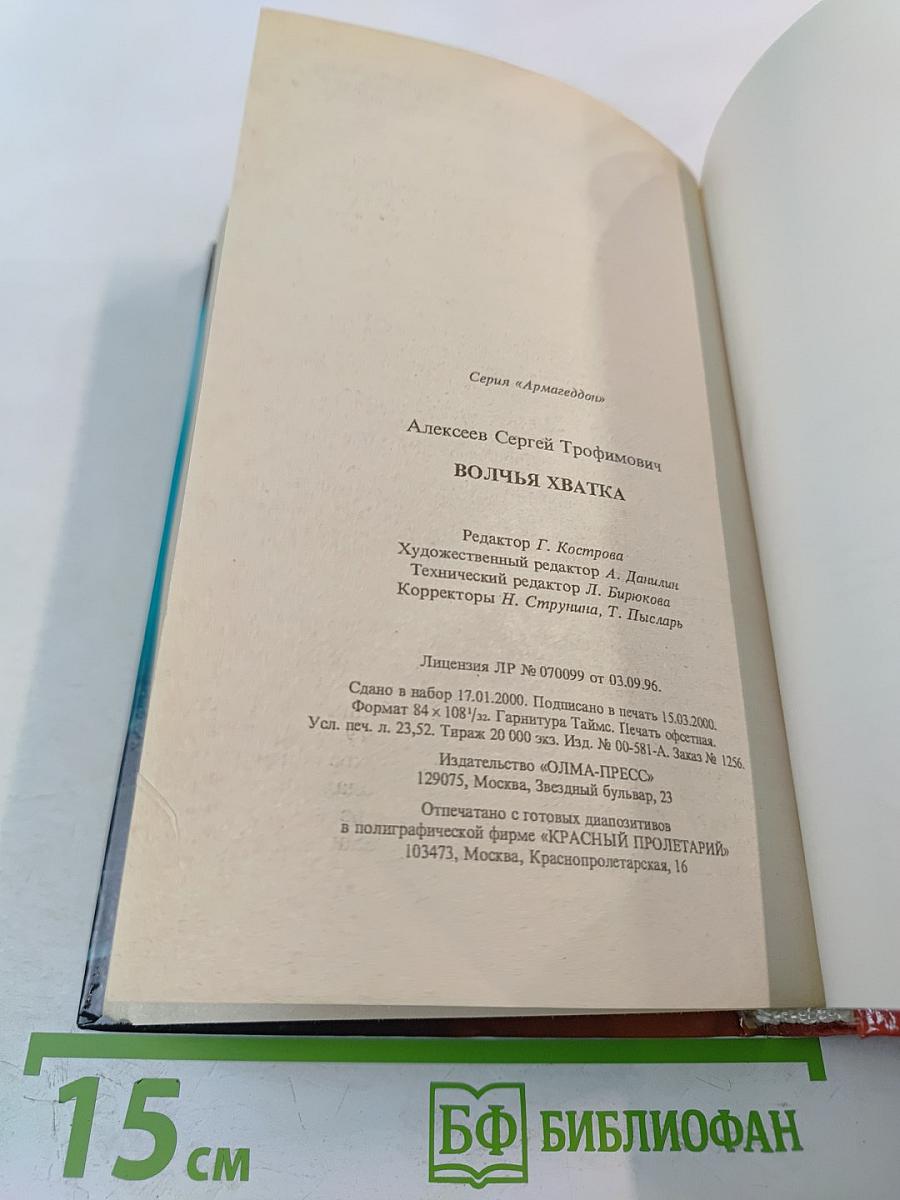 Серия «Армагеддон»
Алексеев Сергей Трофимович
ВОЛЧЬЯ ХВАТКА
Редактор Г. Кострова
Художественный редактор А. Данилин
Технический редактор Л. Бирюкова
Корректоры Н. Струнина, Т. Пысларь
Лицензия ЛР № 070099 от 03.09.96.
Сдано в набор 17.01.2000. Подписано в печать 15.03.2000.
Формат 84 × 108 1/32. Гарнитура Таймс. Печать офсетная.
Усл. печ. л. 23,52. Тираж 20 000 экз. Изд. № 00-581-А. Заказ № 1256.
Издательство «ОЛМА-ПРЕСС»
129075, Москва, Звездный бульвар, 23
Отпечатано с готовых диапозитивов
в полиграфической фирме «КРАСНЫЙ ПРОЛЕТАРИЙ»
103473, Москва, Краснопролетарская, 16
15 см
БФ БИБЛИОФАН